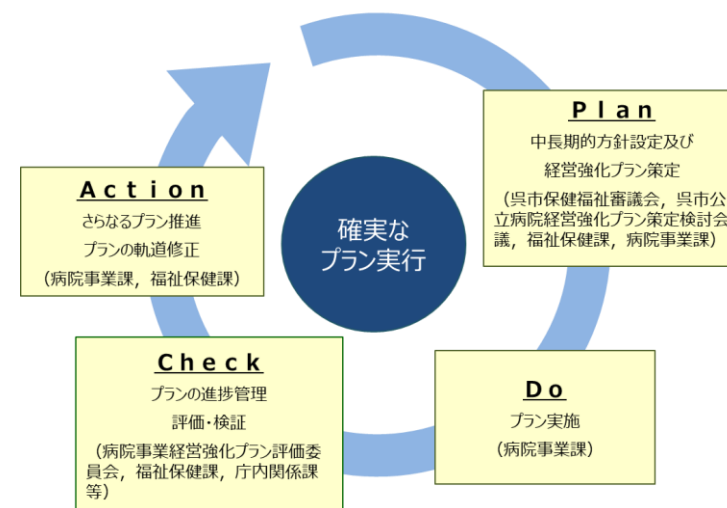 Plan
中長期的方針設定及び
経営強化プラン策定
（呉市保健福祉審議会，呉市公
立病院経営強化プラン策定検討会
議，福祉保健課，病院事業課）
Do
プラン実施
（病院事業課）
Check
プランの進捗管理
評価・検証
（病院事業経営強化プラン評価委
員会，福祉保健課，庁内関係課
等）
Action
さらなるプラン推進
プランの軌道修正
（病院事業課，福祉保健課）
確実な
プラン実行